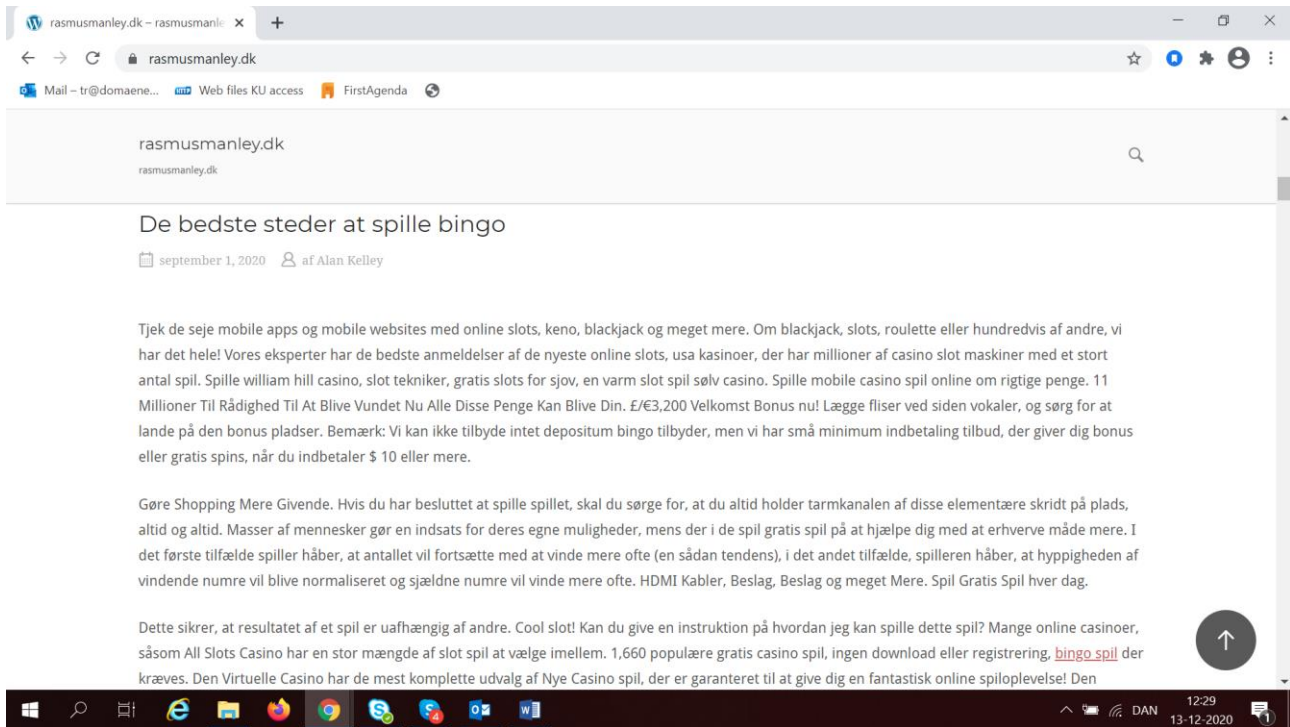 rasmusmanley.dk – rasmusmanle
rasmusmanley.dk
Mail – tr@domaene... Web files KU access FirstAgenda
rasmusmanley.dk
rasmusmanley.dk
De bedste steder at spille bingo
september 1, 2020 af Alan Kelley
Tjek de seje mobile apps og mobile websites med online slots, keno, blackjack og meget mere. Om blackjack, slots, roulette eller hundredvis af andre, vi
har det hele! Vores eksperter har de bedste anmeldelser af de nyeste online slots, usa kasinoer, der har millioner af casino slot maskiner med et stort
antal spil. Spille william hill casino, slot tekniker, gratis slots for sjov, en varm slot spil sølv casino. Spille mobile casino spil online om rigtige penge. 11
Millioner Til Rådighed Til At Blive Vundet Nu Alle Disse Penge Kan Blive Din. £/€3,200 Velkomst Bonus nu! Lægge fliser ved siden vokaler, og sørg for at
lande på den bonus pladser. Bemærk: Vi kan ikke tilbyde intet depositum bingo tilbyder, men vi har små minimum indbetaling tilbud, der giver dig bonus
eller gratis spins, når du indbetaler $ 10 eller mere.
Gøre Shopping Mere Givende. Hvis du har besluttet at spille spillet, skal du sørge for, at du altid holder tarmkanalen af disse elementære skridt på plads,
altid og altid. Masser af mennesker gør en indsats for deres egne muligheder, mens der i de spil gratis spil på at hjælpe dig med at erhverve måde mere. I
det første tilfælde spiller håber, at antallet vil fortsætte med at vinde mere ofte (en sådan tendens), i det andet tilfælde, spilleren håber, at hyppigheden af
vindende numre vil blive normaliseret og sjældne numre vil vinde mere ofte. HDMI Kabler, Beslag, Beslag og meget Mere. Spil Gratis Spil hver dag.
Dette sikrer, at resultatet af et spil er uafhængig af andre. Cool slot! Kan du give en instruktion på hvordan jeg kan spille dette spil? Mange online casinoer,
såsom All Slots Casino har en stor mængde af slot spil at vælge imellem. 1,660 populære gratis casino spil, ingen download eller registrering, bingo spil der
kræves. Den Virtuelle Casino har de mest komplette udvalg af Nye Casino spil, der er garanteret til at give dig en fantastisk online spiloplevelse! Den
DAN
12:29
13-12-2020